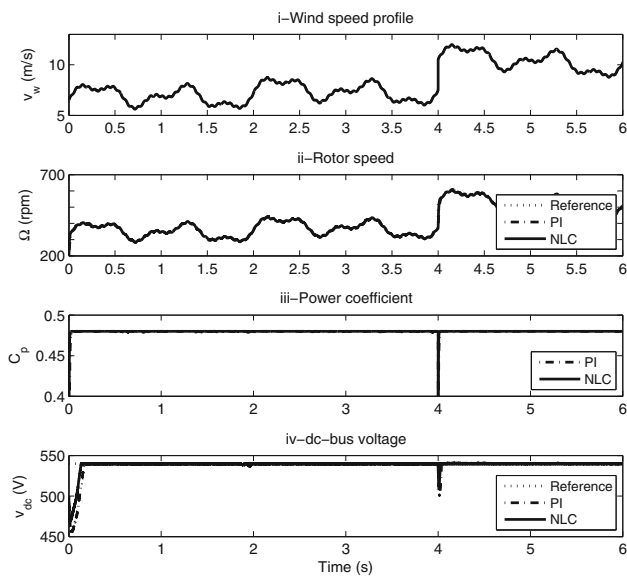 i–Wind speed profile
10
5
v_w (m/s)
0 0.5 1 1.5 2 2.5 3 3.5 4 4.5 5 5.5 6
ii–Rotor speed
700
200
Ω (rpm)
Reference
PI
NLC
0 0.5 1 1.5 2 2.5 3 3.5 4 4.5 5 5.5 6
iii–Power coefficient
0.5
0.45
0.4
C_p
PI
NLC
0 1 2 3 4 5 6
iv–dc–bus voltage
550
500
450
v_dc (V)
Reference
PI
NLC
0 1 2 3 4 5 6
Time (s)